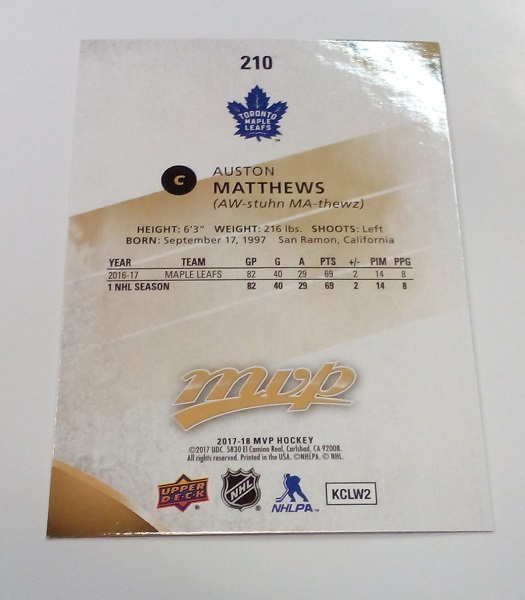 210
TORONTO
MAPLE
LEAFS
C
AUSTON
MATTHEWS
(AW-stuhn MA-thewz)
HEIGHT: 6'3" WEIGHT: 216 lbs. SHOOTS: Left
BORN: September 17, 1997 San Ramon, California
YEAR TEAM GP G A PTS +/- PIM PPG
2016-17 MAPLE LEAFS 82 40 29 69 2 14 8
1 NHL SEASON 82 40 29 69 2 14 8
mvp
2017-18 MVP HOCKEY
©2017 UDC. 5830 El Camino Real, Carlsbad, CA 92008.
All rights reserved. Printed in the USA. ©NHLPA. © NHL.
UPPER DECK ® NHL ® NHLPA™ KCLW2